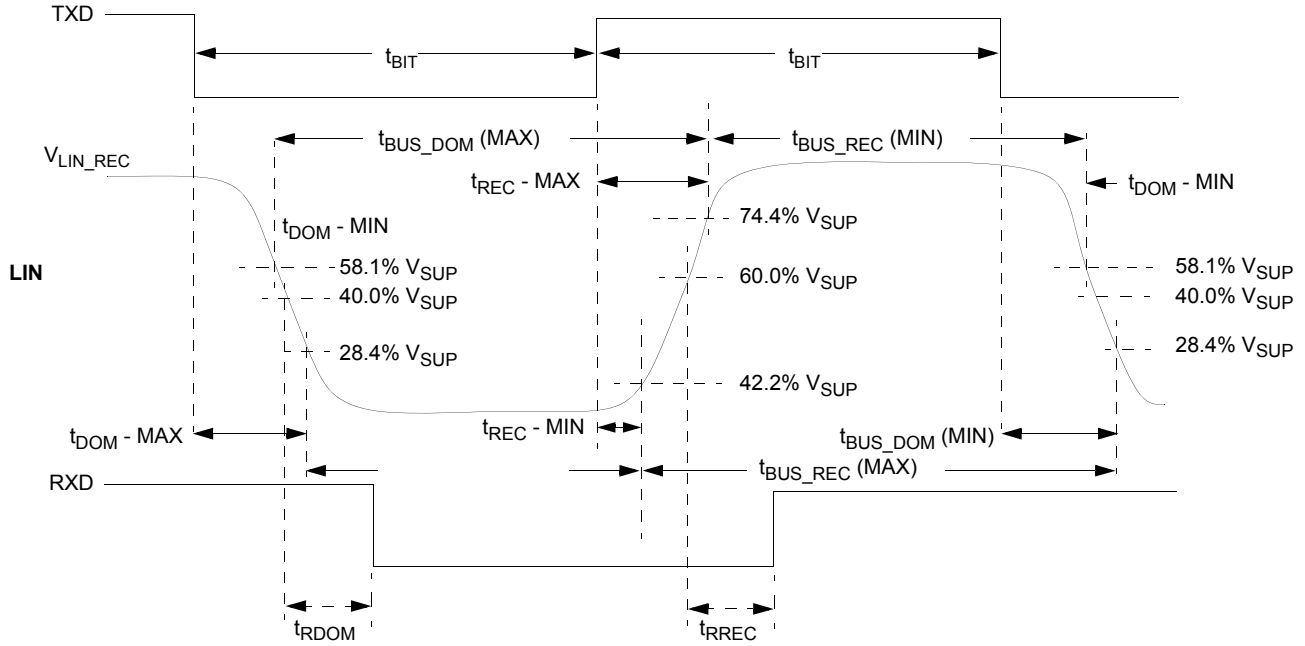 TXD
tBIT
tBIT
tBUS_DOM (MAX)
tBUS_REC (MIN)
VLIN_REC
tREC - MAX
tDOM - MIN
74.4% VSUP
tDOM - MIN
58.1% VSUP
60.0% VSUP
58.1% VSUP
LIN
40.0% VSUP
40.0% VSUP
28.4% VSUP
28.4% VSUP
42.2% VSUP
tDOM - MAX
tREC - MIN
tBUS_DOM (MIN)
tBUS_REC (MAX)
RXD
tRDOM
tRREC